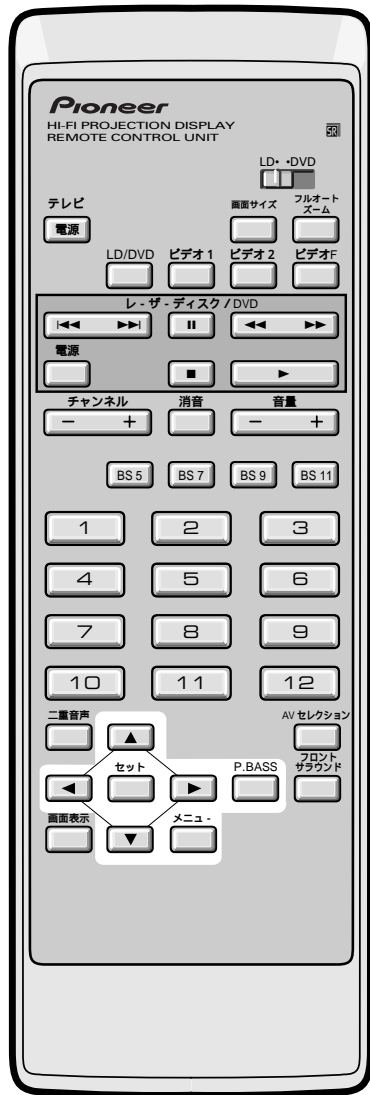 Pioneer
HI-FI PROJECTION DISPLAY
REMOTE CONTROL UNIT
SR
LD• •DVD
テレビ 画面サイズ フルオート
ズーム
電源
LD/DVD ビデオ1 ビデオ2 ビデオF
レ-ザ-ディスク/DVD
電源
チャンネル 消音 音量
− + − +
BS 5 BS 7 BS 9 BS 11
1 2 3
4 5 6
7 8 9
10 11 12
二重音声 AVセレクション
セット P.BASS フロント
サラウンド
画面表示 メニュ-